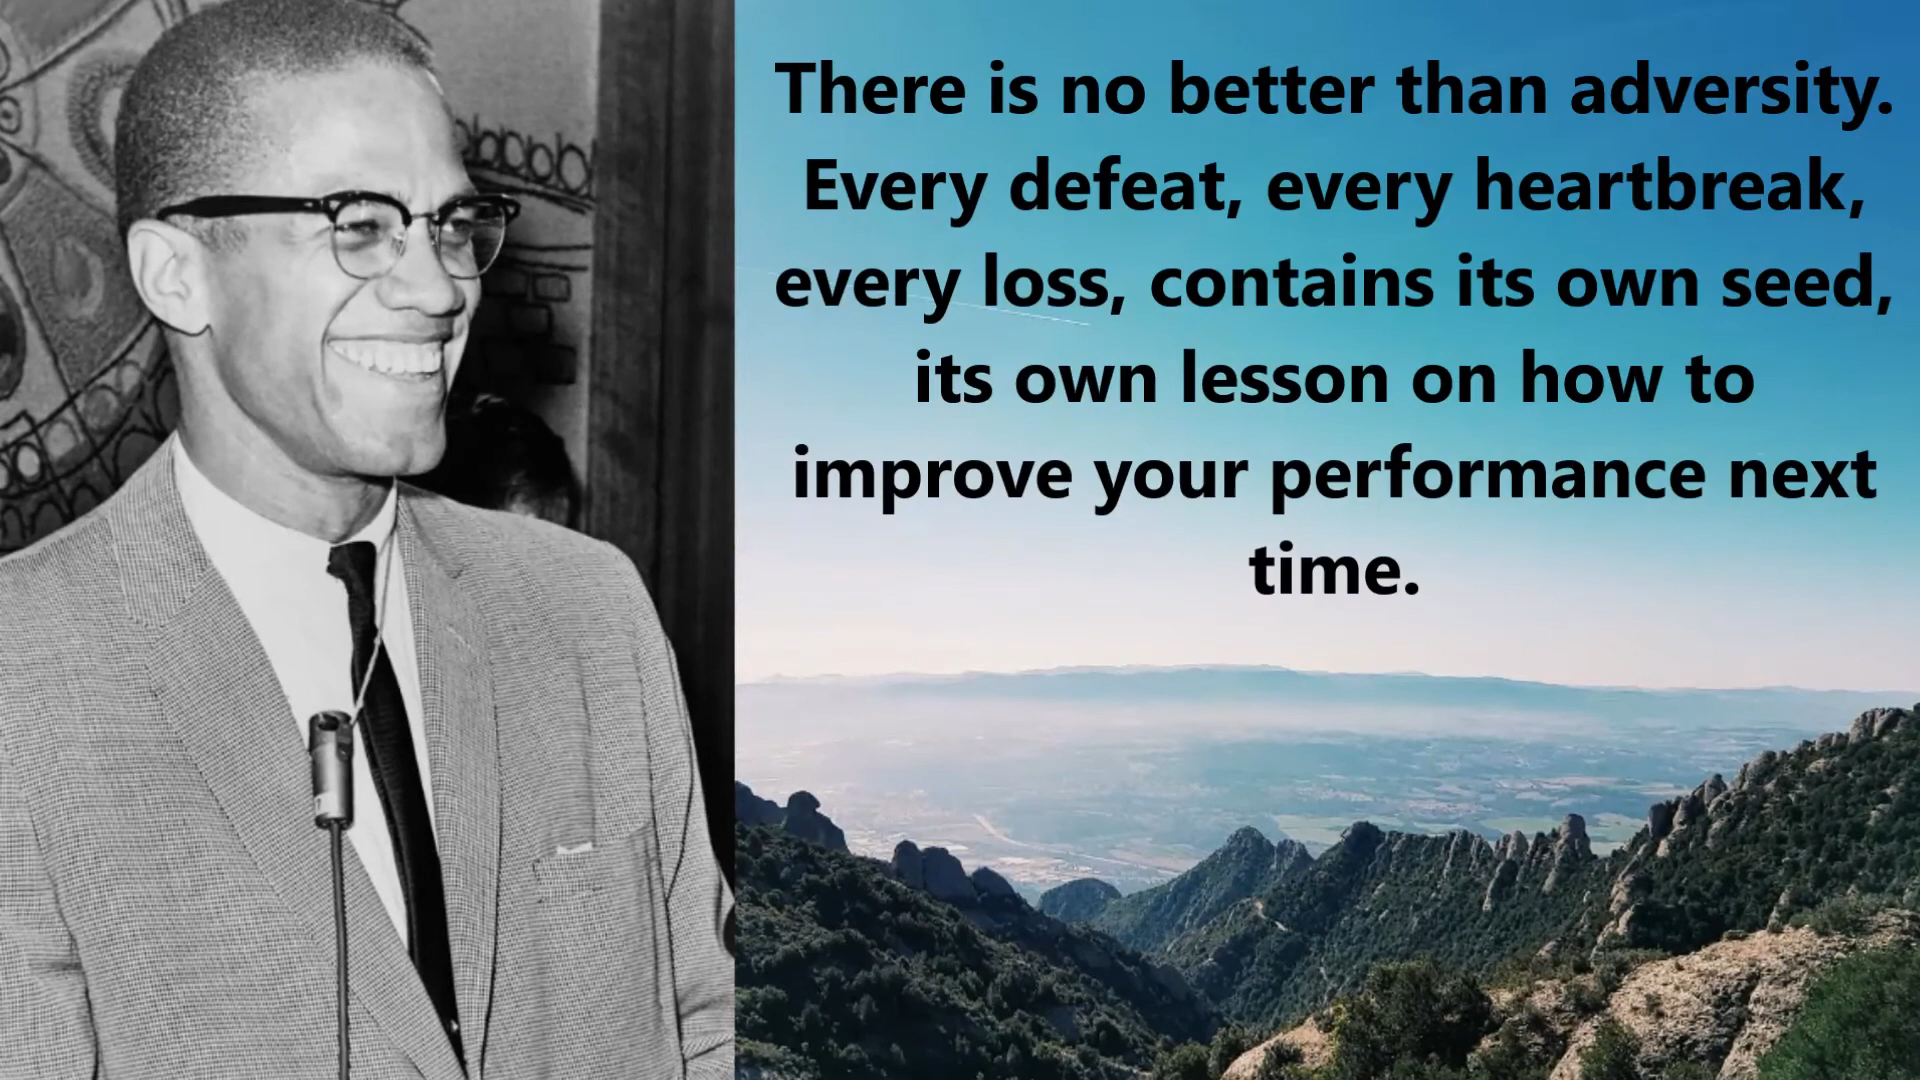 There is no better than adversity.
Every defeat, every heartbreak,
every loss, contains its own seed,
its own lesson on how to
improve your performance next
time.